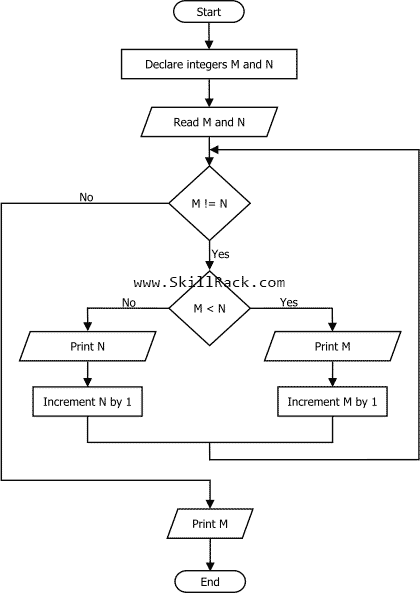 Start
Declare integers M and N
Read M and N
M != N
No
Yes
www.SkillRack.com
M < N
No
Yes
Print N
Print M
Increment N by 1
Increment M by 1
Print M
End